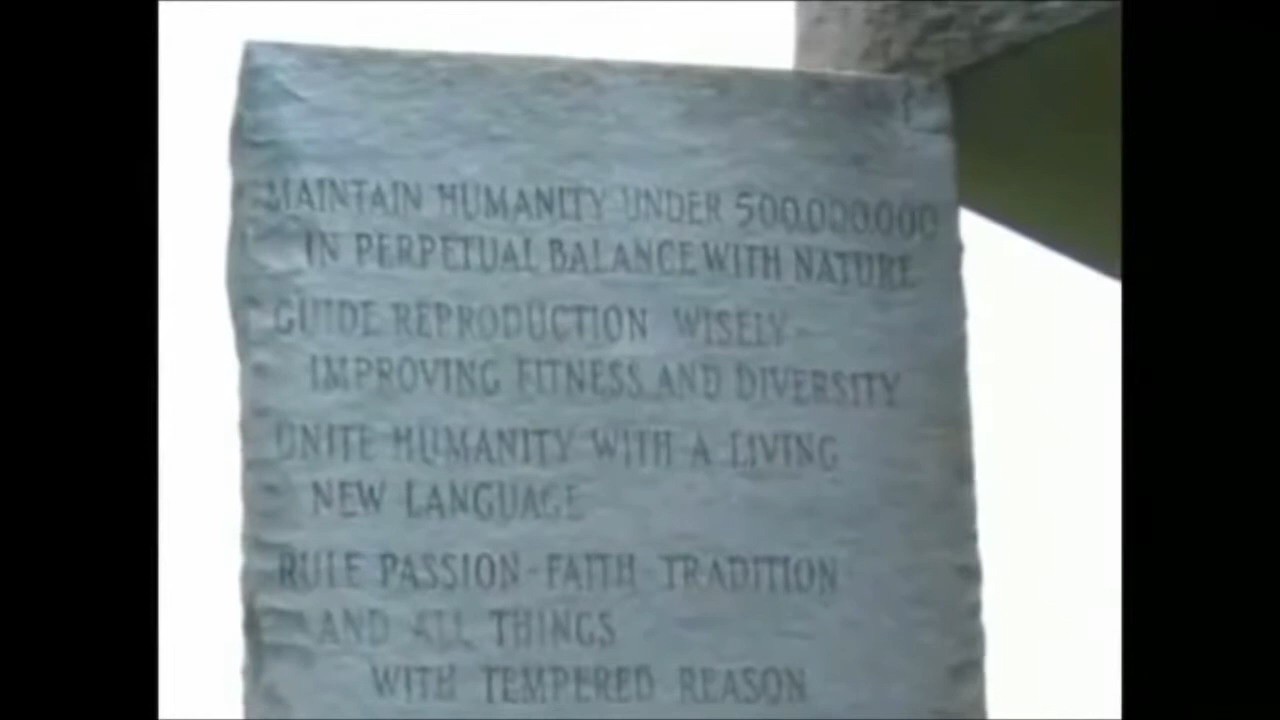 MAINTAIN HUMANITY UNDER 500,000,000
IN PERPETUAL BALANCE WITH NATURE
GUIDE REPRODUCTION WISELY -
IMPROVING FITNESS AND DIVERSITY
UNITE HUMANITY WITH A LIVING
NEW LANGUAGE
RULE PASSION - FAITH - TRADITION
AND ALL THINGS
WITH TEMPERED REASON